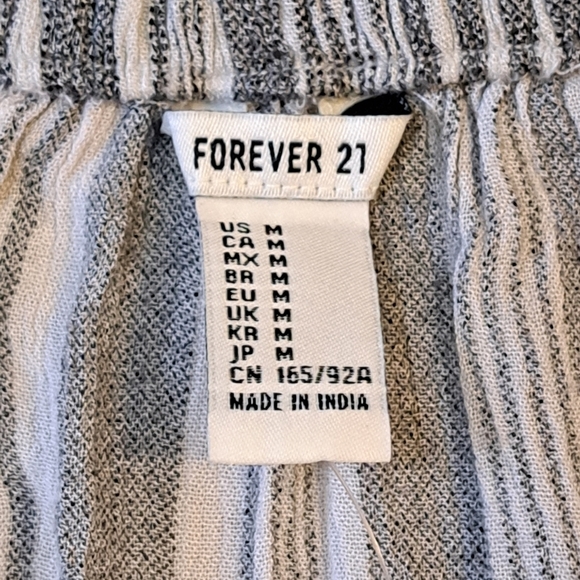 FOREVER 21
US M
CA M
MX M
BR M
EU M
UK M
KR M
JP M
CN 165/92A
MADE IN INDIA